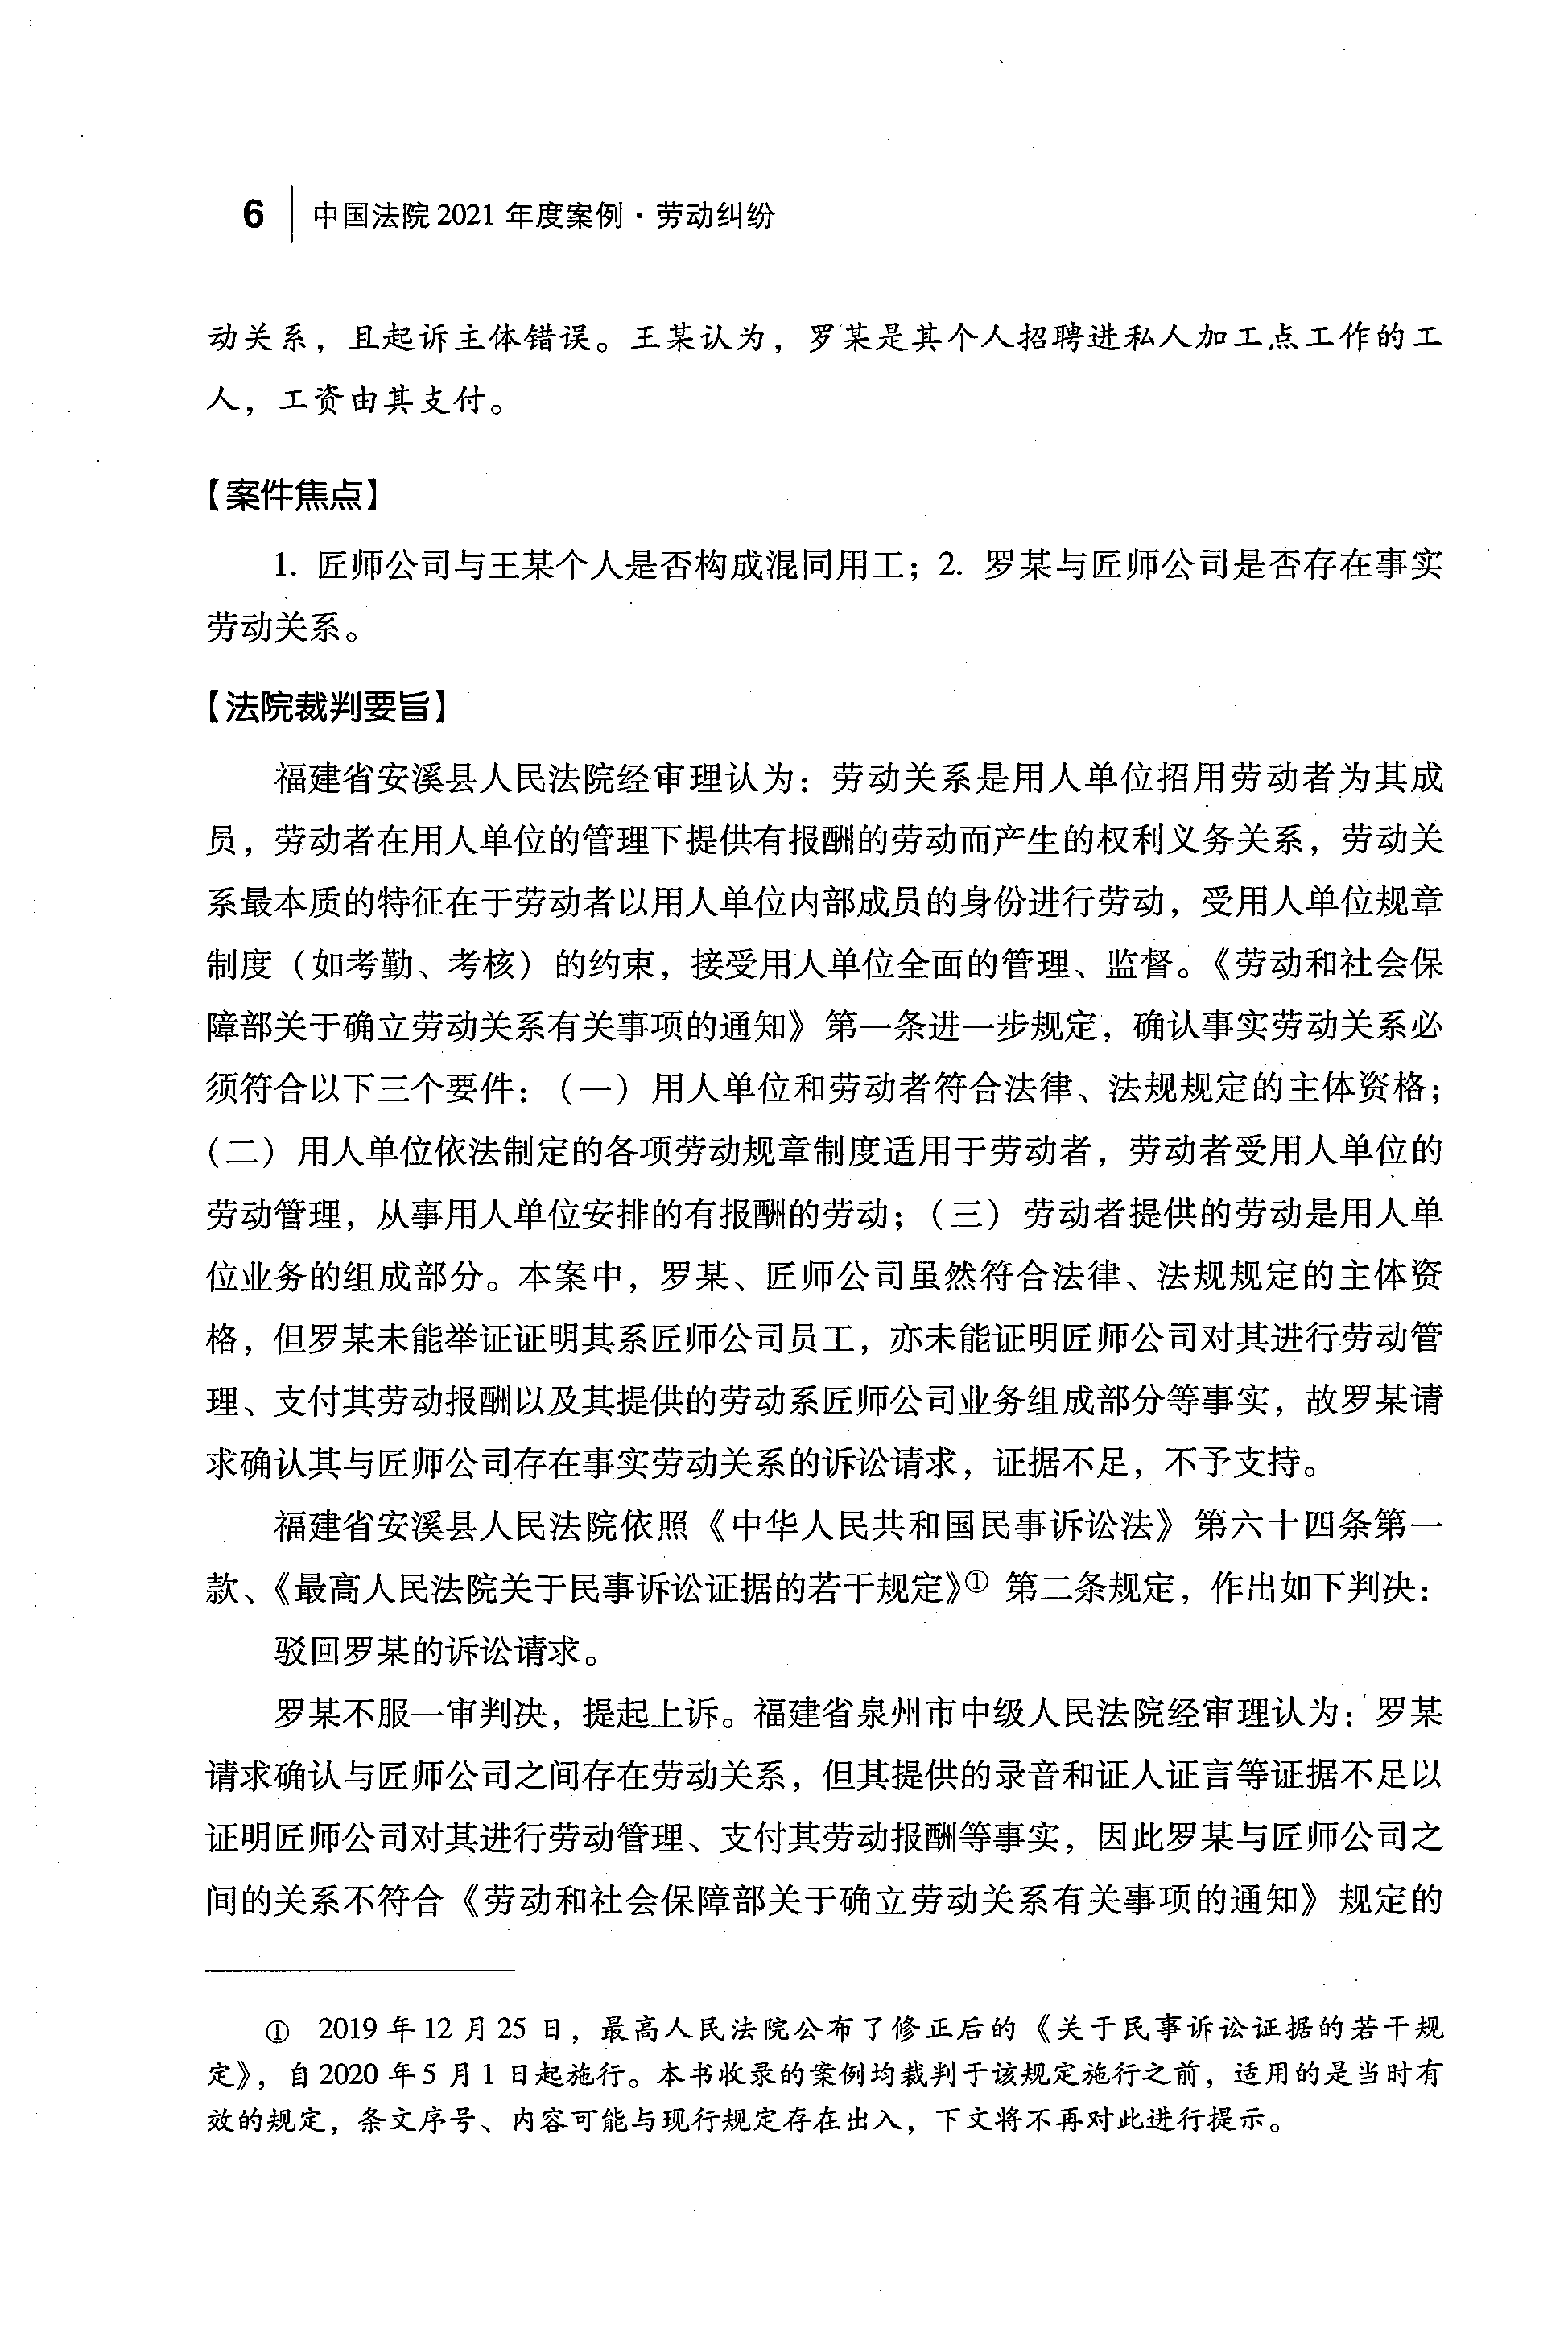 6 中国法院2021年度案例·劳动纠纷
动关系，且起诉主体错误。王某认为，罗某是其个人招聘进私人加工点工作的工
人，工资由其支付。
【案件焦点】
1. 匠师公司与王某个人是否构成混同用工；2. 罗某与匠师公司是否存在事实
劳动关系。
【法院裁判要旨】
福建省安溪县人民法院经审理认为：劳动关系是用人单位招用劳动者为其成
员，劳动者在用人单位的管理下提供有报酬的劳动而产生的权利义务关系，劳动关
系最本质的特征在于劳动者以用人单位内部成员的身份进行劳动，受用人单位规章
制度（如考勤、考核）的约束，接受用人单位全面的管理、监督。《劳动和社会保
障部关于确立劳动关系有关事项的通知》第一条进一步规定，确认事实劳动关系必
须符合以下三个要件：（一）用人单位和劳动者符合法律、法规规定的主体资格；
（二）用人单位依法制定的各项劳动规章制度适用于劳动者，劳动者受用人单位的
劳动管理，从事用人单位安排的有报酬的劳动；（三）劳动者提供的劳动是用人单
位业务的组成部分。本案中，罗某、匠师公司虽然符合法律、法规规定的主体资
格，但罗某未能举证证明其系匠师公司员工，亦未能证明匠师公司对其进行劳动管
理、支付其劳动报酬以及其提供的劳动系匠师公司业务组成部分等事实，故罗某请
求确认其与匠师公司存在事实劳动关系的诉讼请求，证据不足，不予支持。
福建省安溪县人民法院依照《中华人民共和国民事诉讼法》第六十四条第一
款、《最高人民法院关于民事诉讼证据的若干规定》① 第二条规定，作出如下判决：
驳回罗某的诉讼请求。
罗某不服一审判决，提起上诉。福建省泉州市中级人民法院经审理认为：罗某
请求确认与匠师公司之间存在劳动关系，但其提供的录音和证人证言等证据不足以
证明匠师公司对其进行劳动管理、支付其劳动报酬等事实，因此罗某与匠师公司之
间的关系不符合《劳动和社会保障部关于确立劳动关系有关事项的通知》规定的
① 2019年12月25日，最高人民法院公布了修正后的《关于民事诉讼证据的若干规
定》，自2020年5月1日起施行。本书收录的案例均裁判于该规定施行之前，适用的是当时有
效的规定，条文序号、内容可能与现行规定存在出入，下文将不再对此进行提示。